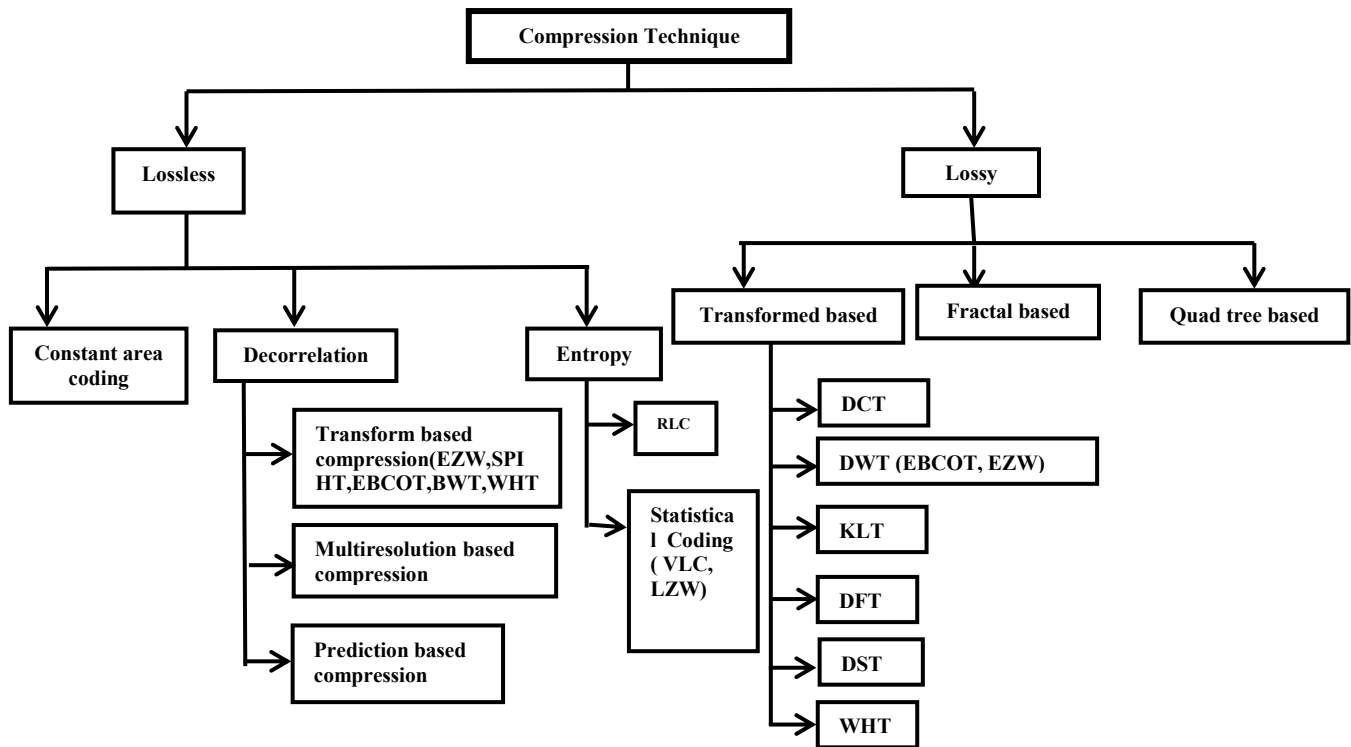 Compression Technique
Lossless
Lossy
Constant area
coding
Decorrelation
Entropy
Transformed based
Fractal based
Quad tree based
Transform based
compression(EZW,SPI
HT,EBCOT,BWT,WHT
Multiresolution based
compression
Prediction based
compression
RLC
Statistica
l Coding
( VLC,
LZW)
DCT
DWT (EBCOT, EZW)
KLT
DFT
DST
WHT